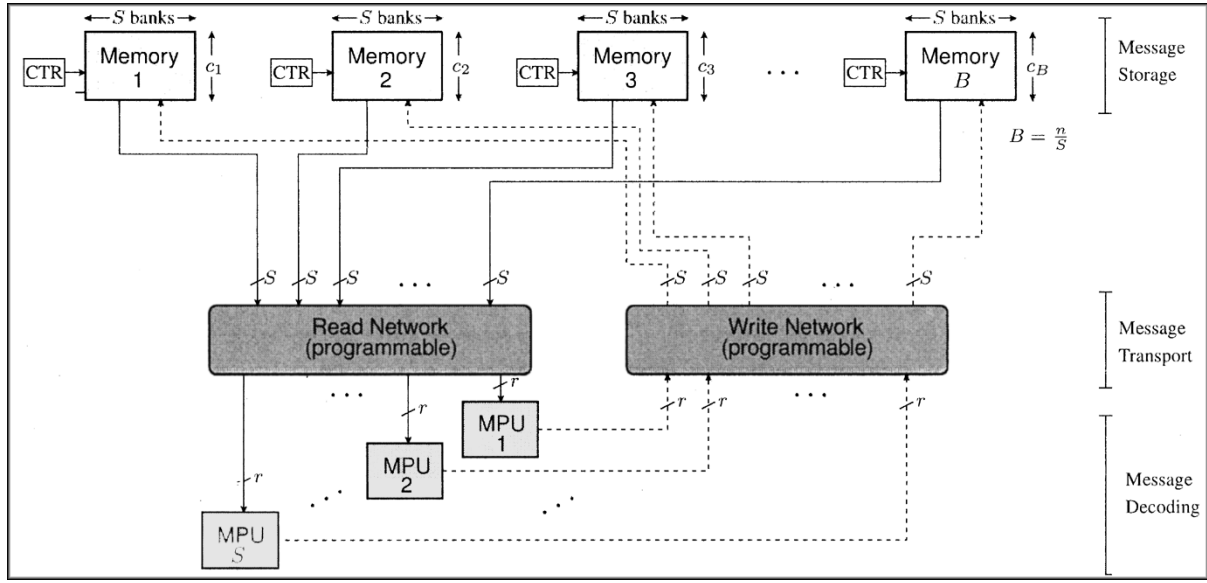 S banks
S banks
S banks
S banks
CTR
Memory
1
c₁
CTR
Memory
2
c₂
CTR
Memory
3
c₃
. . .
CTR
Memory
B
c_B
Message
Storage
B = n/S
S
S
S
. . .
S
S
S
S
. . .
S
Read Network
(programmable)
Write Network
(programmable)
Message
Transport
. . .
r
r
r
r
. . .
r
MPU
1
MPU
2
r
. . .
. . .
MPU
S
Message
Decoding